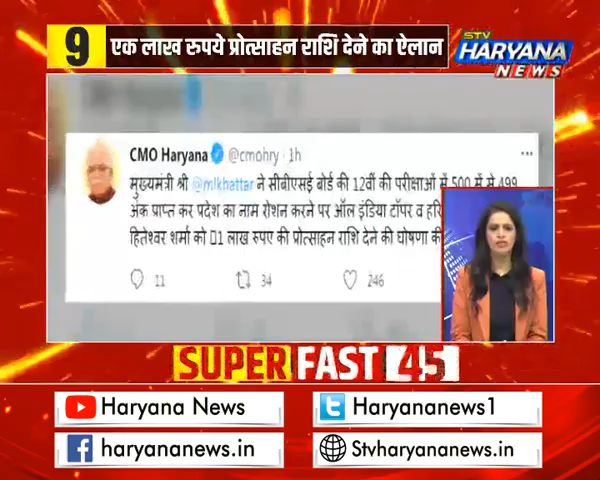 9
एक लाख रुपये प्रोत्साहन राशि देने का ऐलान
STV
HARYANA
NEWS
CMO Haryana @cmohry · 1h
मुख्यमंत्री श्री @mlkhattar ने सीबीएसई बोर्ड की 12वीं की परीक्षाओं में 500 में से 499
अंक प्राप्त कर प्रदेश का नाम रोशन करने पर ऑल इंडिया टॉपर व
हितेश्वर शर्मा को 1 लाख रुपए की प्रोत्साहन राशि देने की घोषणा की
11 34 246
SUPER FAST 45
Haryana News
Haryananews1
haryananews.in
Stvharyananews.in